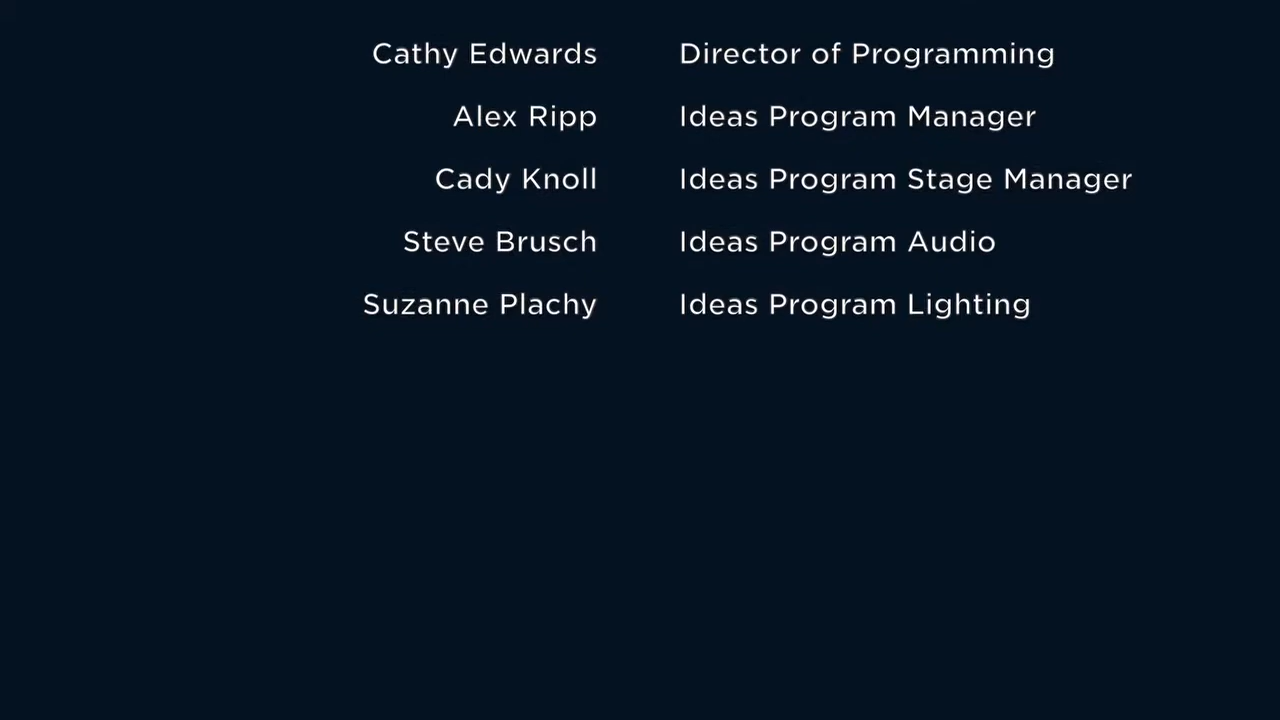 Cathy Edwards Director of Programming
Alex Ripp Ideas Program Manager
Cady Knoll Ideas Program Stage Manager
Steve Brusch Ideas Program Audio
Suzanne Plachy Ideas Program Lighting